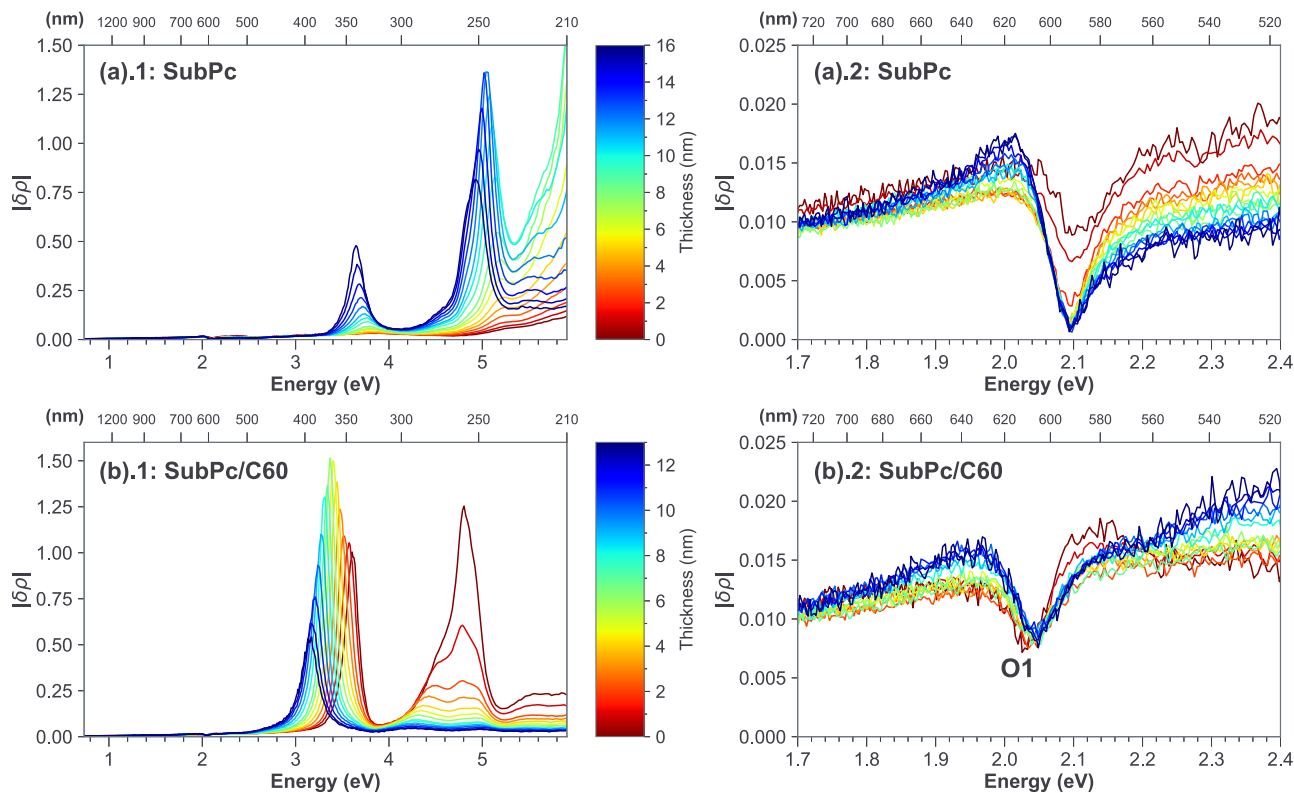 (nm) 1200 900 700 600 500 400 350 300 250 210
1.50
1.25
1.00
0.75
0.50
0.25
0.00
|δρ|
(a).1: SubPc
1 2 3 4 5
Energy (eV)
16
14
12
10
8
6
4
2
0
Thickness (nm)
(nm) 720 700 680 660 640 620 600 580 560 540 520
0.025
0.020
0.015
0.010
0.005
0.000
|δρ|
(a).2: SubPc
1.7 1.8 1.9 2.0 2.1 2.2 2.3 2.4
Energy (eV)
(nm) 1200 900 700 600 500 400 350 300 250 210
1.50
1.25
1.00
0.75
0.50
0.25
0.00
|δρ|
(b).1: SubPc/C60
1 2 3 4 5
Energy (eV)
12
10
8
6
4
2
0
Thickness (nm)
(nm) 720 700 680 660 640 620 600 580 560 540 520
0.025
0.020
0.015
0.010
0.005
0.000
|δρ|
(b).2: SubPc/C60
O1
1.7 1.8 1.9 2.0 2.1 2.2 2.3 2.4
Energy (eV)